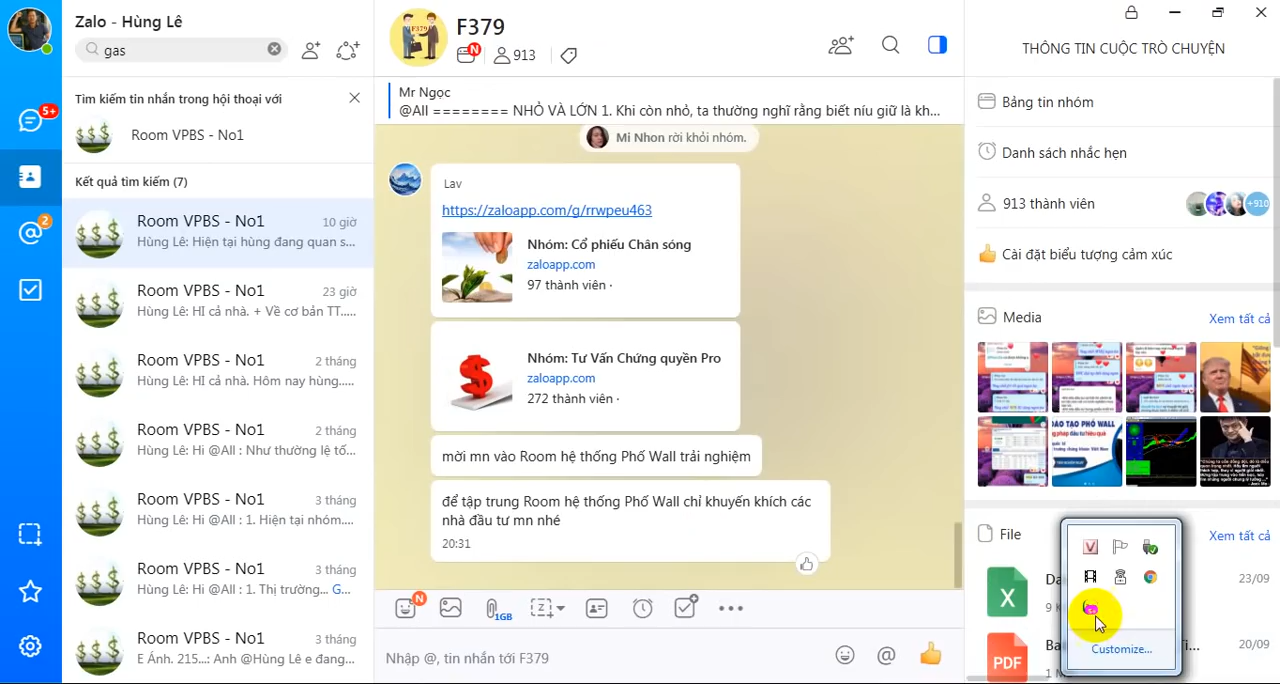 Zalo - Hùng Lê
gas
Tìm kiếm tin nhắn trong hội thoại với
Room VPBS - No1
Kết quả tìm kiếm (7)
Room VPBS - No1
10 giờ
Hùng Lê: Hiện tại hùng đang quan s...
Room VPBS - No1
23 giờ
Hùng Lê: HI cả nhà. + Về cơ bản TT....
Room VPBS - No1
2 tháng
Hùng Lê: HI cả nhà. Hôm nay hùng....
Room VPBS - No1
2 tháng
Hùng Lê: Hi @All : Như thường lệ tố...
Room VPBS - No1
3 tháng
Hùng Lê: Hi @All : 1. Hiện tại nhóm....
Room VPBS - No1
3 tháng
Hùng Lê: Hi @All : 1. Thị trường... G...
Room VPBS - No1
3 tháng
E Ánh. 215...: Anh @Hùng Lê e đang...
5+
2
F379
F379
N
913
Mr Ngọc
@All ======== NHỎ VÀ LỚN 1. Khi còn nhỏ, ta thường nghĩ rằng biết níu giữ là kh...
Mi Nhon rời khỏi nhóm.
Lav
https://zaloapp.com/g/rrwpeu463
Nhóm: Cổ phiếu Chân sóng
zaloapp.com
97 thành viên ·
Nhóm: Tư Vấn Chứng quyền Pro
zaloapp.com
272 thành viên ·
mời mn vào Room hệ thống Phố Wall trải nghiệm
để tập trung Room hệ thống Phố Wall chỉ khuyến khích các
nhà đầu tư mn nhé
20:31
N
1GB
Nhập @, tin nhắn tới F379
THÔNG TIN CUỘC TRÒ CHUYỆN
Bảng tin nhóm
Danh sách nhắc hẹn
913 thành viên
+910
Cài đặt biểu tượng cảm xúc
Media
Xem tất cả
File
Xem tất cả
X
Da
23/09
9 K
PDF
Ba
Ti...
20/09
1 M
Customize...